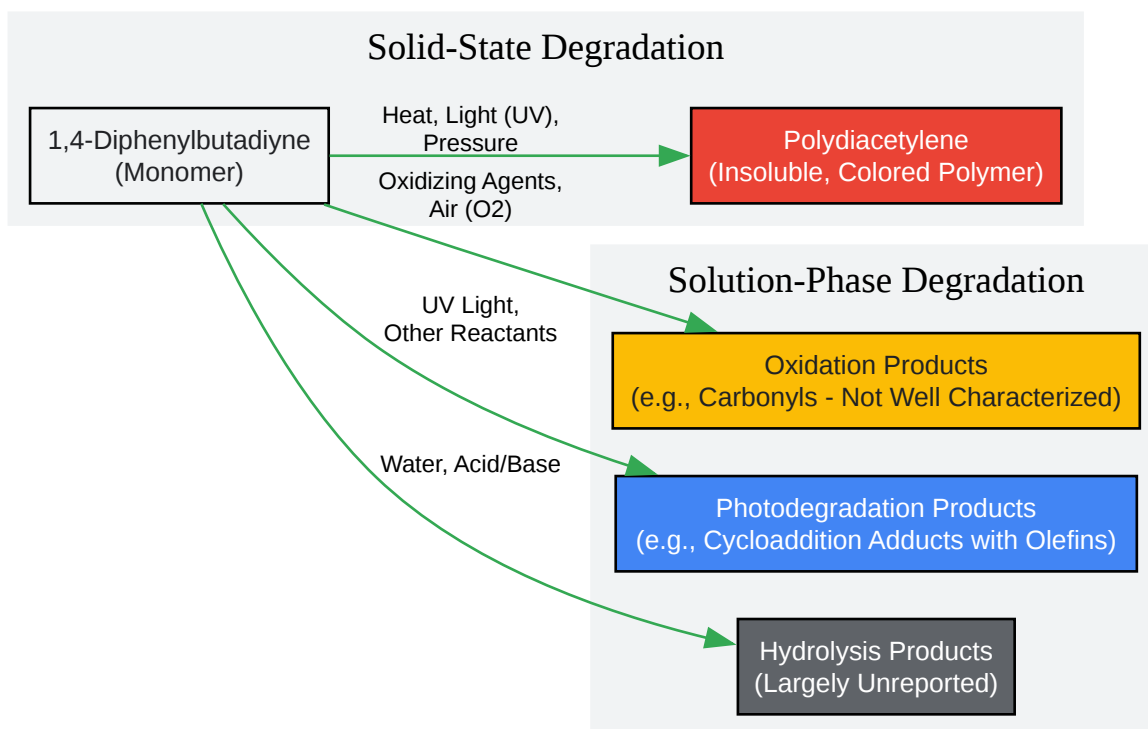 Solid-State Degradation
1,4-Diphenylbutadiyne
(Monomer)
Heat, Light (UV),
Pressure
Polydiacetylene
(Insoluble, Colored Polymer)
Oxidizing Agents,
Air (O2)
Solution-Phase Degradation
UV Light,
Other Reactants
Oxidation Products
(e.g., Carbonyls - Not Well Characterized)
Water, Acid/Base
Photodegradation Products
(e.g., Cycloaddition Adducts with Olefins)
Hydrolysis Products
(Largely Unreported)